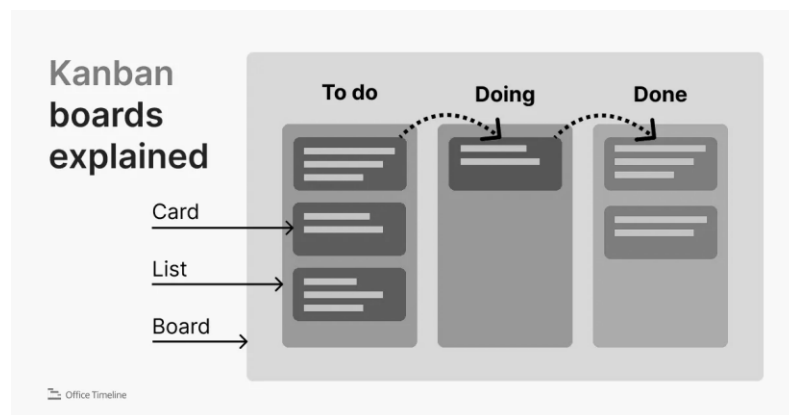 Kanban
boards
explained
To do
Doing
Done
Card
List
Board
Office Timeline